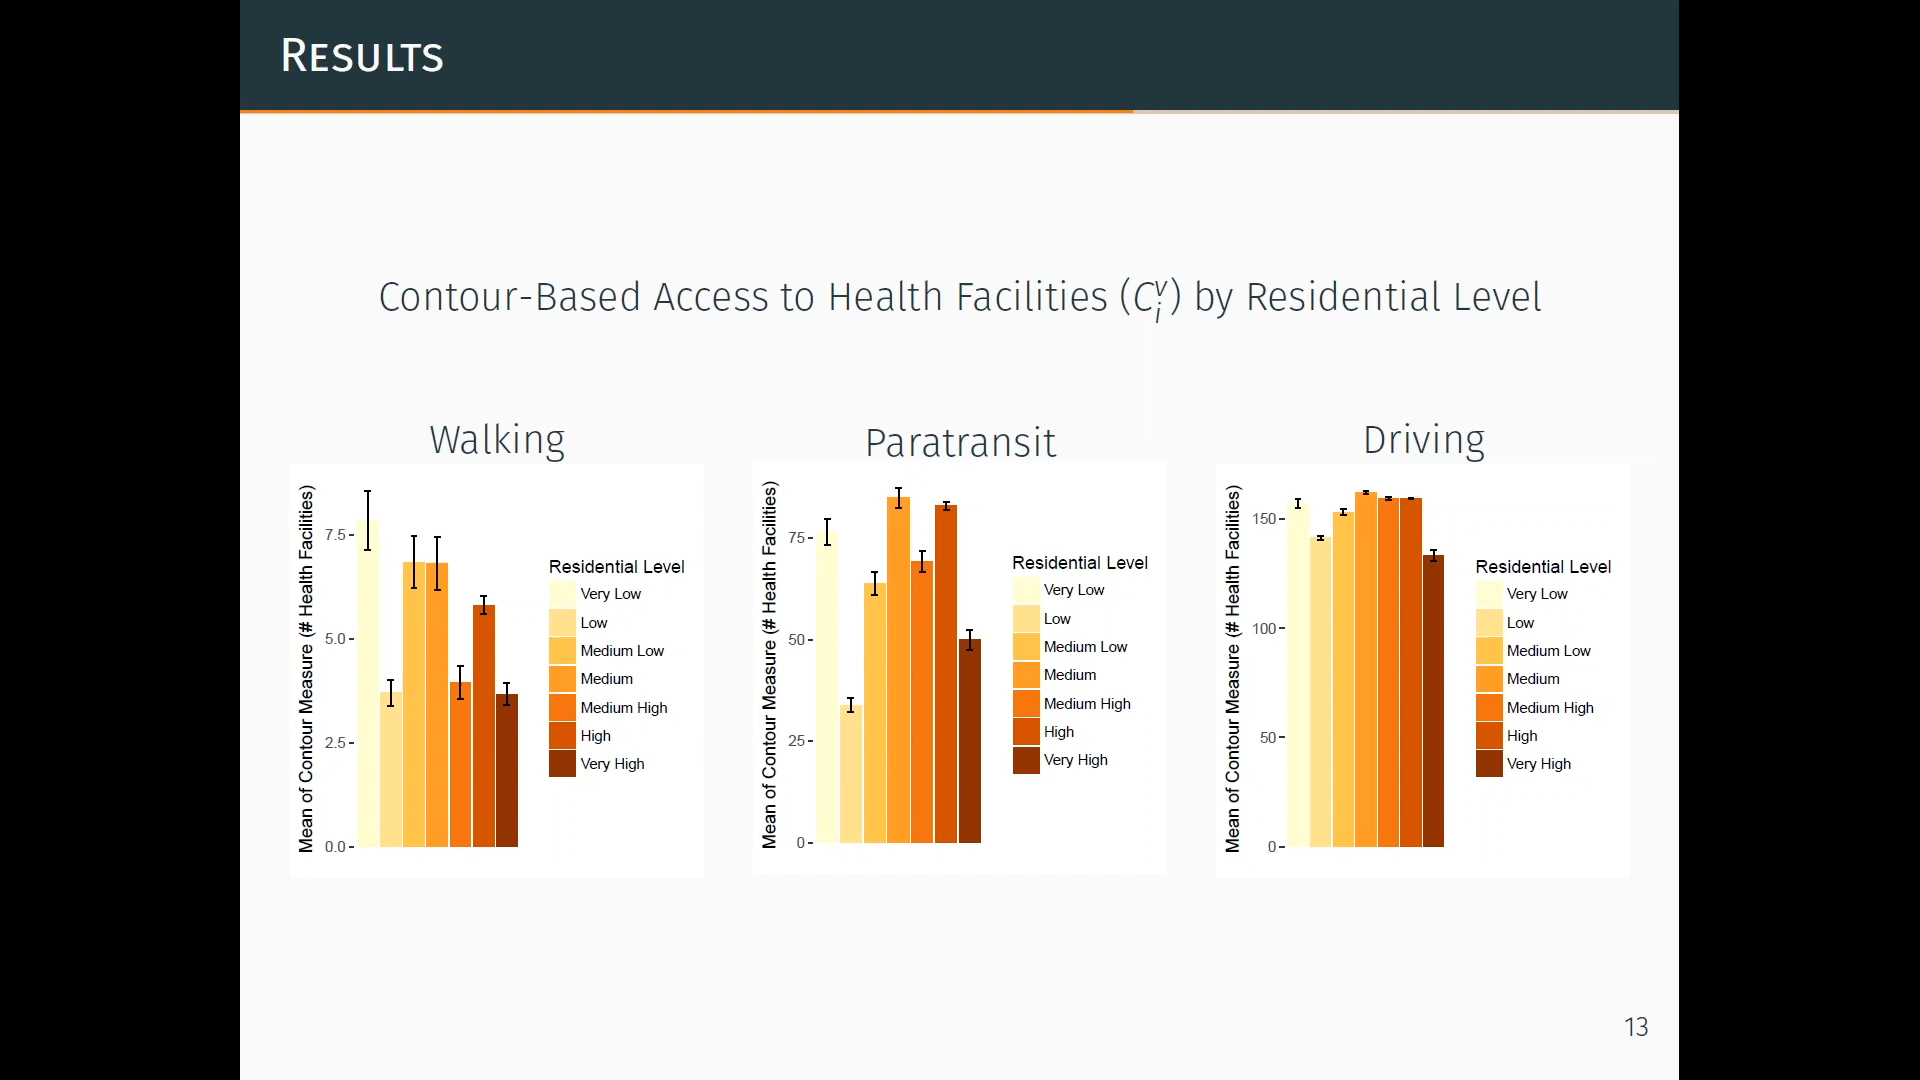 Results
Contour-Based Access to Health Facilities (C_i^v) by Residential Level
Walking
Mean of Contour Measure (# Health Facilities)
7.5
5.0
2.5
0.0
Residential Level
Very Low
Low
Medium Low
Medium
Medium High
High
Very High
Paratransit
Mean of Contour Measure (# Health Facilities)
75
50
25
0
Residential Level
Very Low
Low
Medium Low
Medium
Medium High
High
Very High
Driving
Mean of Contour Measure (# Health Facilities)
150
100
50
0
Residential Level
Very Low
Low
Medium Low
Medium
Medium High
High
Very High
13